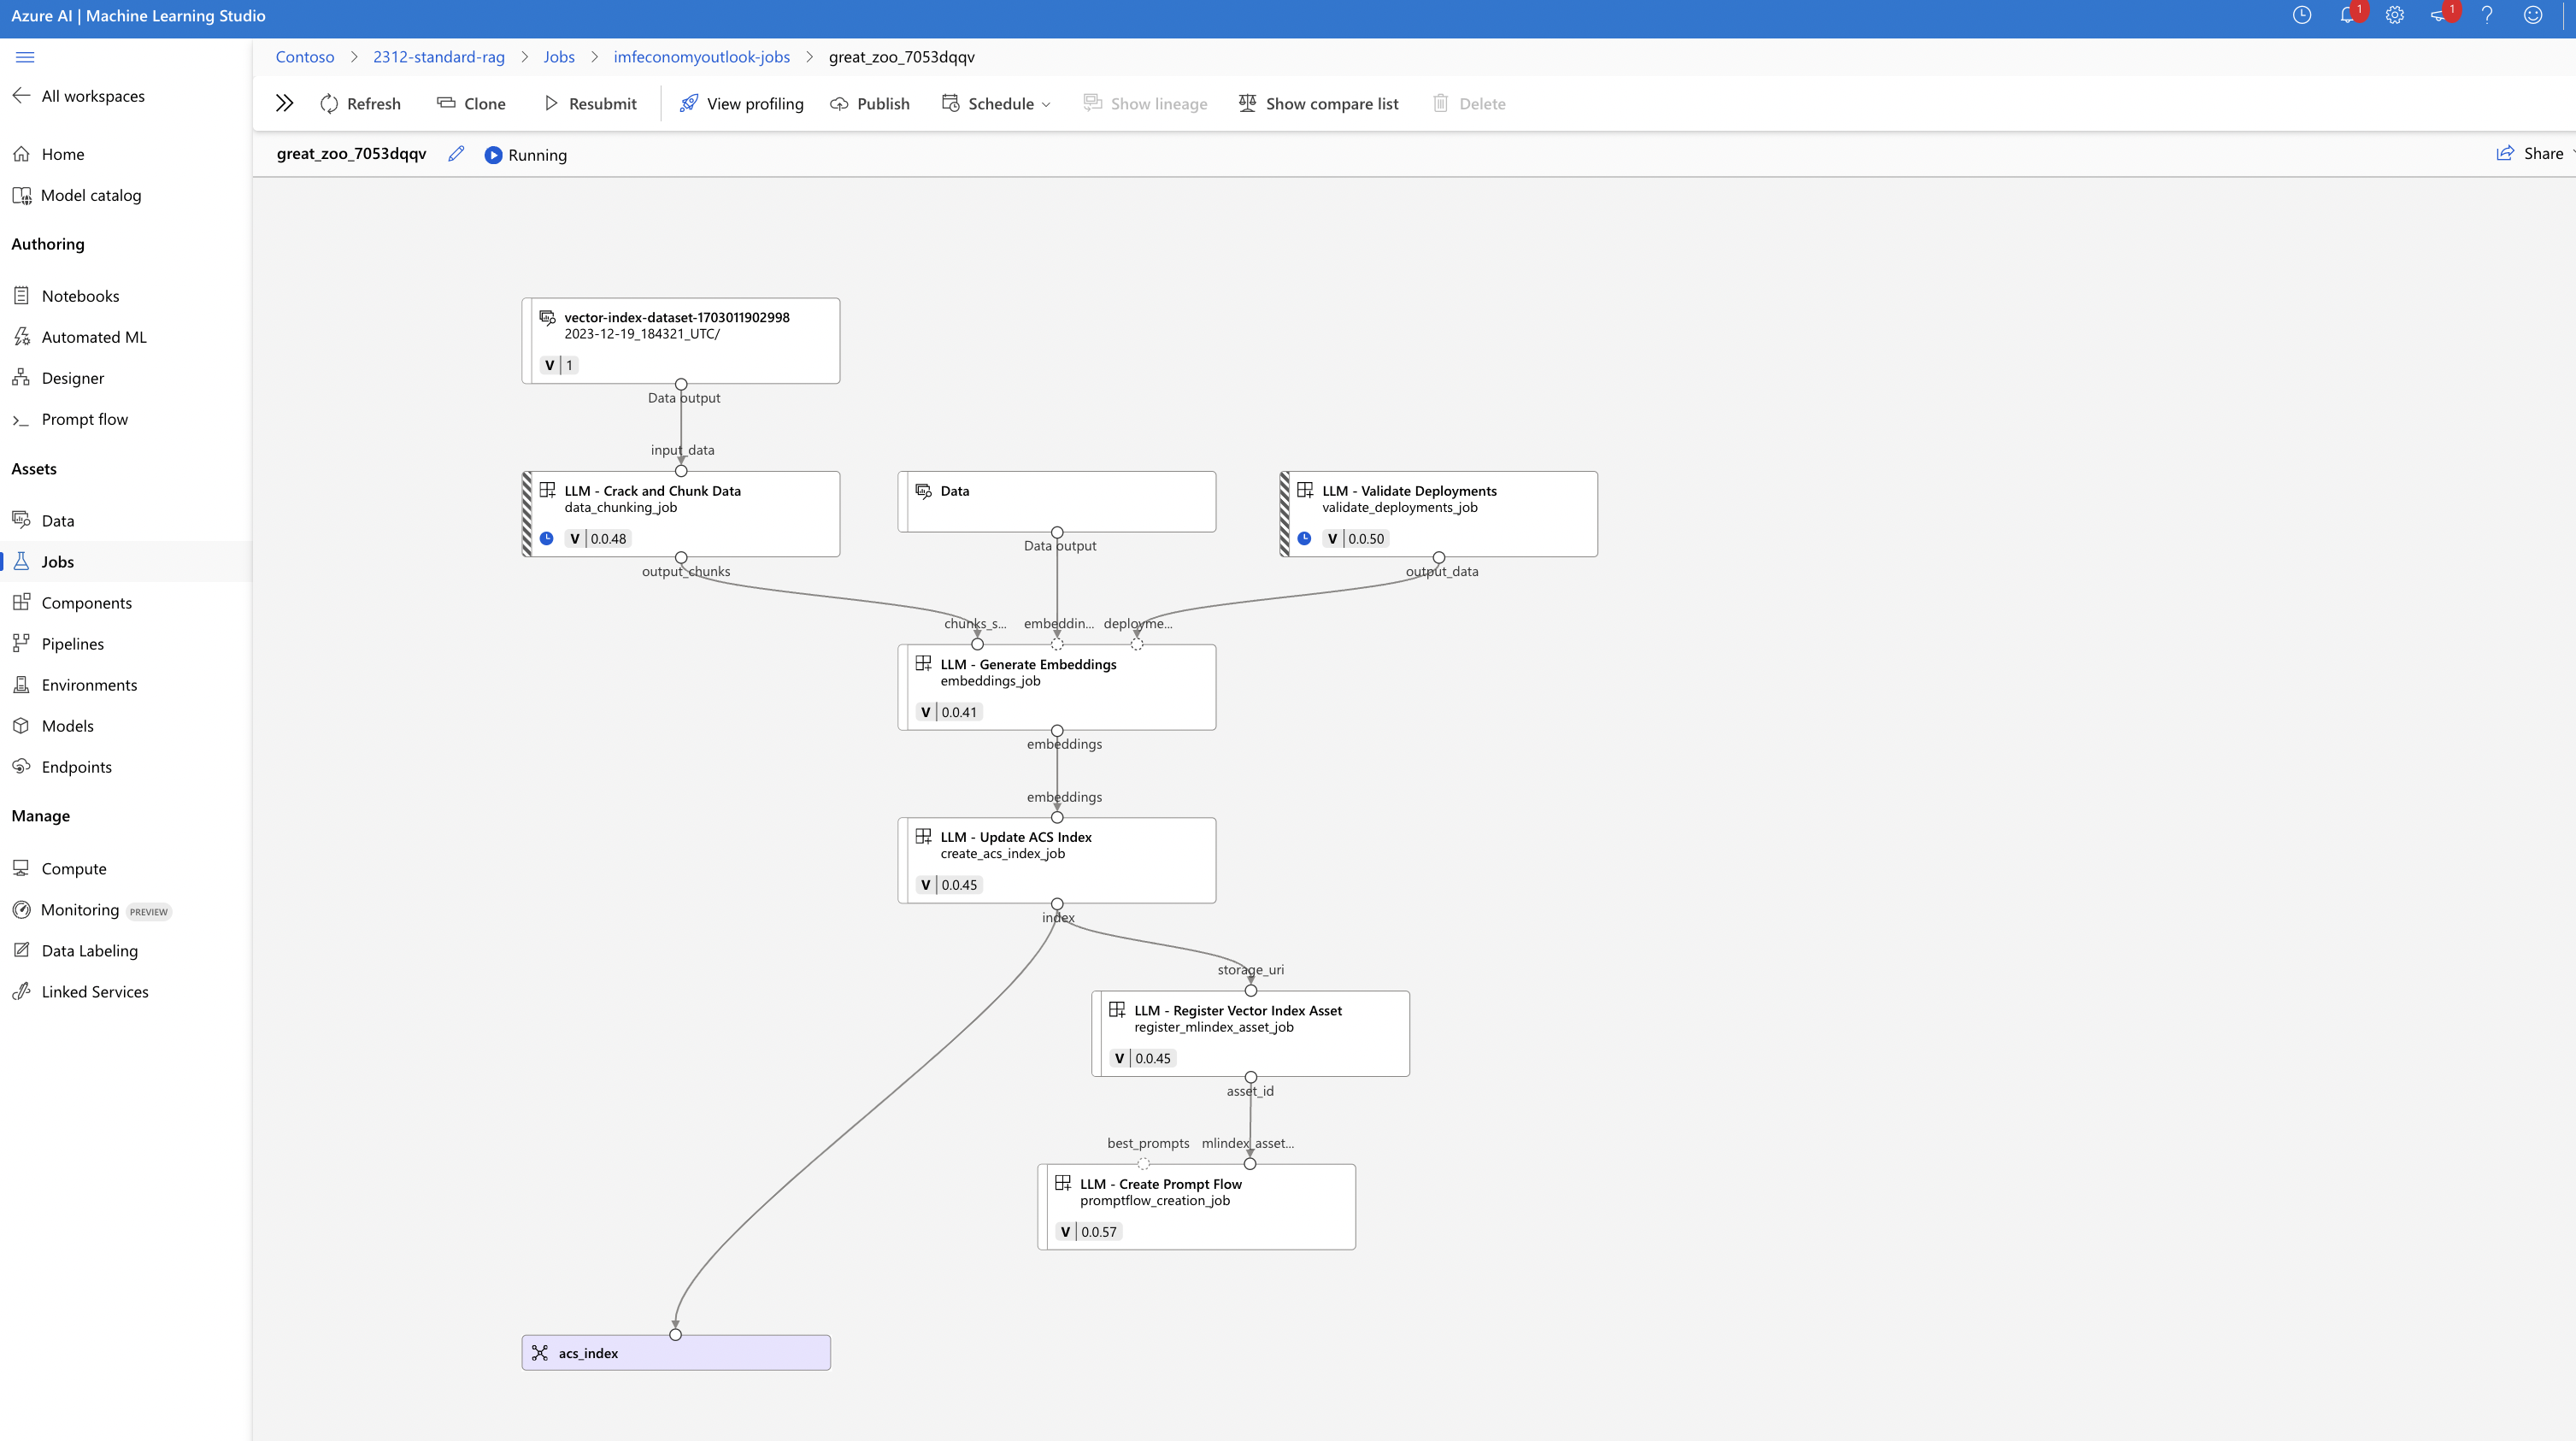 Azure AI | Machine Learning Studio
1
1
Contoso > 2312-standard-rag > Jobs > imfeconomyoutlook-jobs > great_zoo_7053dqqv
All workspaces
Refresh
Clone
Resubmit
View profiling
Publish
Schedule
Show lineage
Show compare list
Delete
great_zoo_7053dqqv
Running
Share
Home
Model catalog
Authoring
Notebooks
Automated ML
Designer
Prompt flow
Assets
Data
Jobs
Components
Pipelines
Environments
Models
Endpoints
Manage
Compute
Monitoring PREVIEW
Data Labeling
Linked Services
vector-index-dataset-1703011902998
2023-12-19_184321_UTC/
V | 1
Data output
input_data
LLM - Crack and Chunk Data
data_chunking_job
V | 0.0.48
output_chunks
Data
Data output
LLM - Validate Deployments
validate_deployments_job
V | 0.0.50
output_data
chunks_s...
embeddin...
deployme...
LLM - Generate Embeddings
embeddings_job
V | 0.0.41
embeddings
embeddings
LLM - Update ACS Index
create_acs_index_job
V | 0.0.45
index
storage_uri
LLM - Register Vector Index Asset
register_mlindex_asset_job
V | 0.0.45
asset_id
best_prompts
mlindex_asset...
LLM - Create Prompt Flow
promptflow_creation_job
V | 0.0.57
acs_index